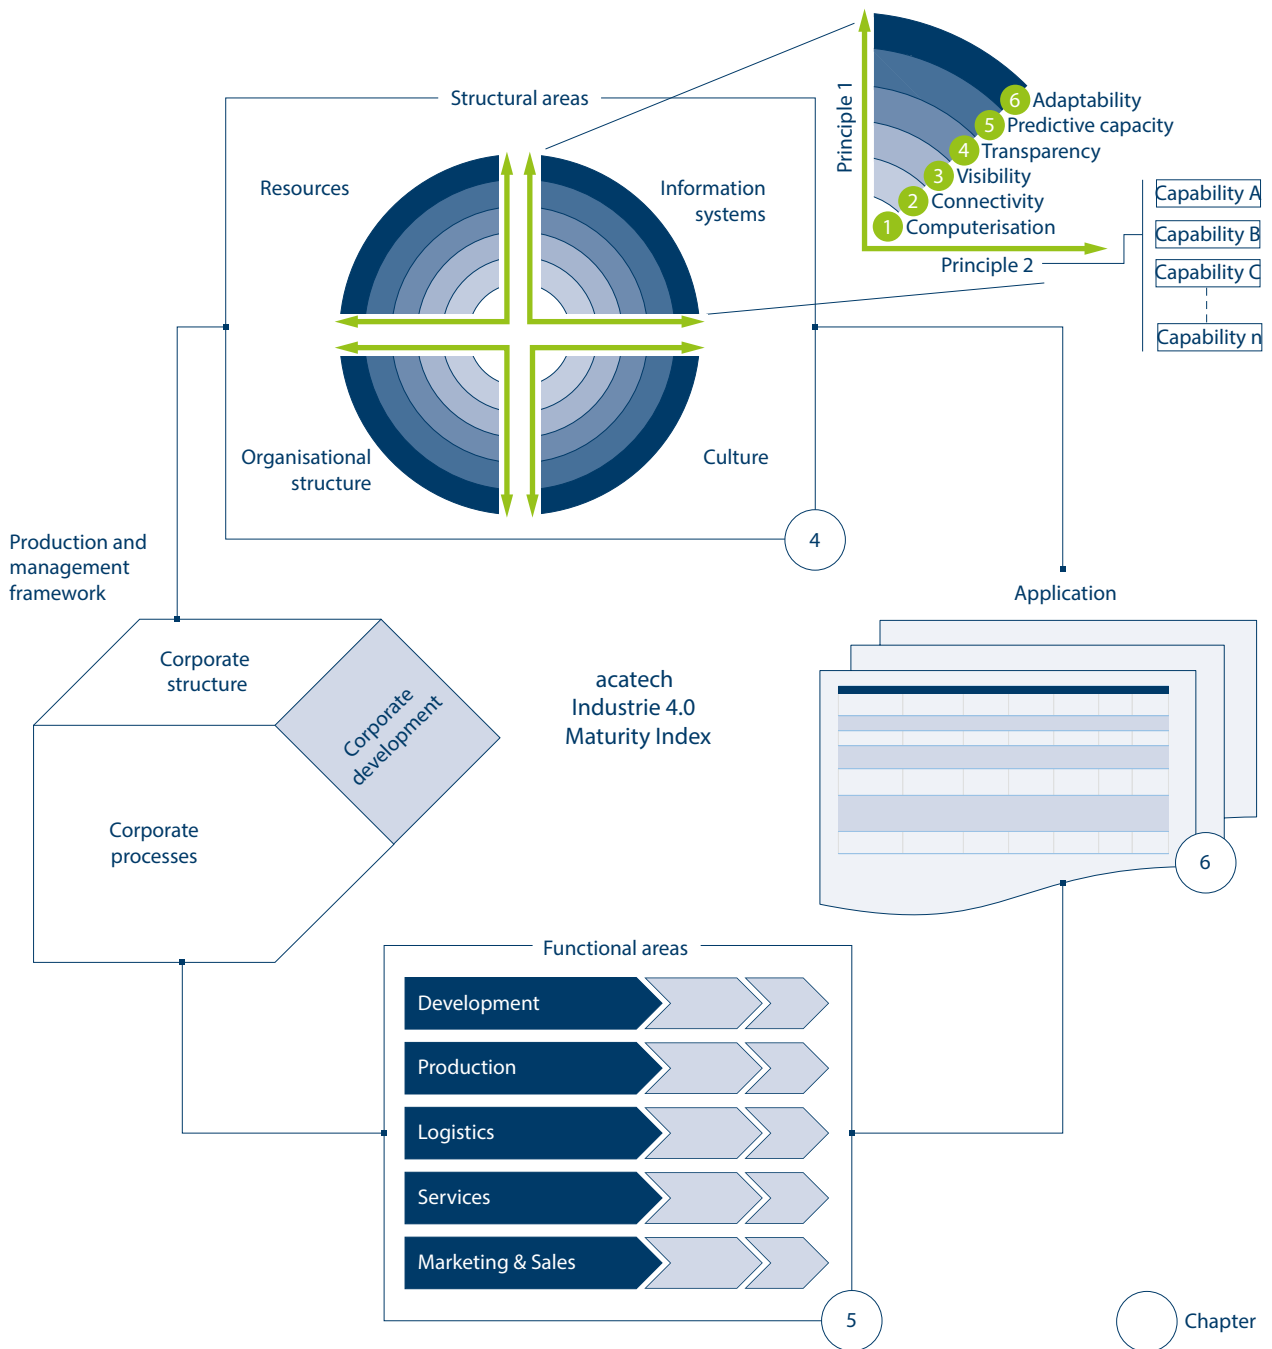 Principle 1
6 Adaptability
5 Predictive capacity
4 Transparency
3 Visibility
2 Connectivity
1 Computerisation
Principle 2
Capability A
Capability B
Capability C
Capability n
Structural areas
Resources
Information
systems
Organisational
structure
Culture
4
Production and
management
framework
Corporate
structure
Corporate
development
Corporate
processes
acatech
Industrie 4.0
Maturity Index
Application
6
Functional areas
Development
Production
Logistics
Services
Marketing & Sales
5
Chapter